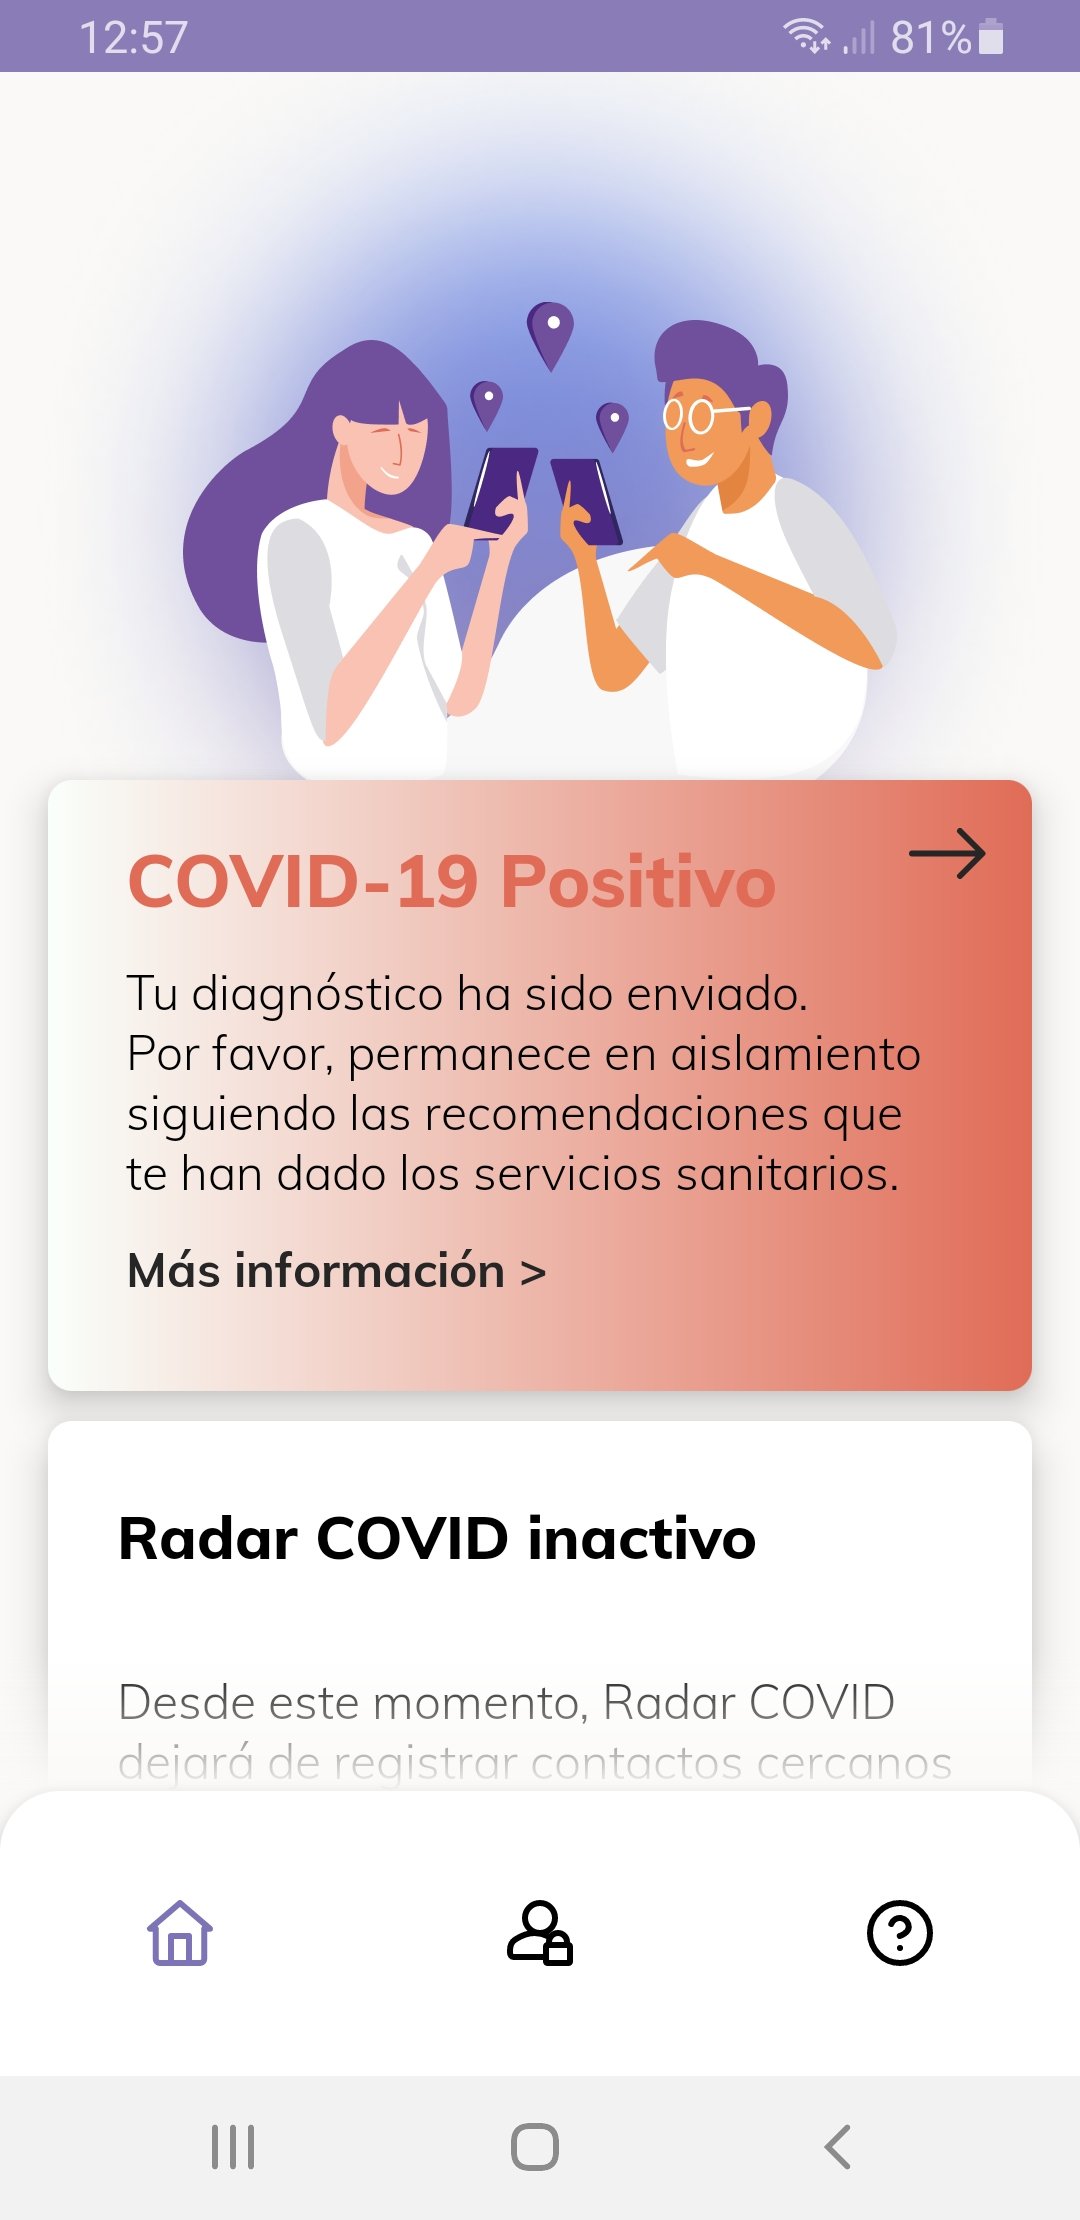 12:57
81%
COVID-19 Positivo
Tu diagnóstico ha sido enviado.
Por favor, permanece en aislamiento
siguiendo las recomendaciones que
te han dado los servicios sanitarios.
Más información >
Radar COVID inactivo
Desde este momento, Radar COVID
dejará de registrar contactos cercanos